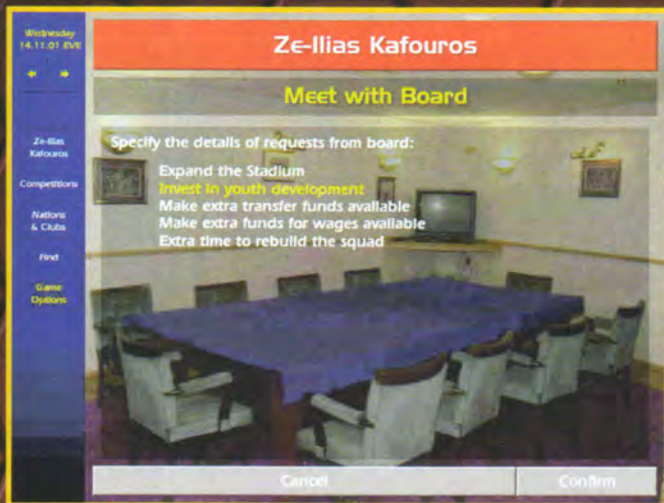 Wednesday
14.11.01 EVE
Ze-Ilias
Kafouros
Competitions
Nations
& Clubs
Find
Game
Options
Ze-Ilias Kafouros
Meet with Board
Specify the details of requests from board:
Expand the Stadium
Invest in youth development
Make extra transfer funds available
Make extra funds for wages available
Extra time to rebuild the squad
Cancel
Confirm